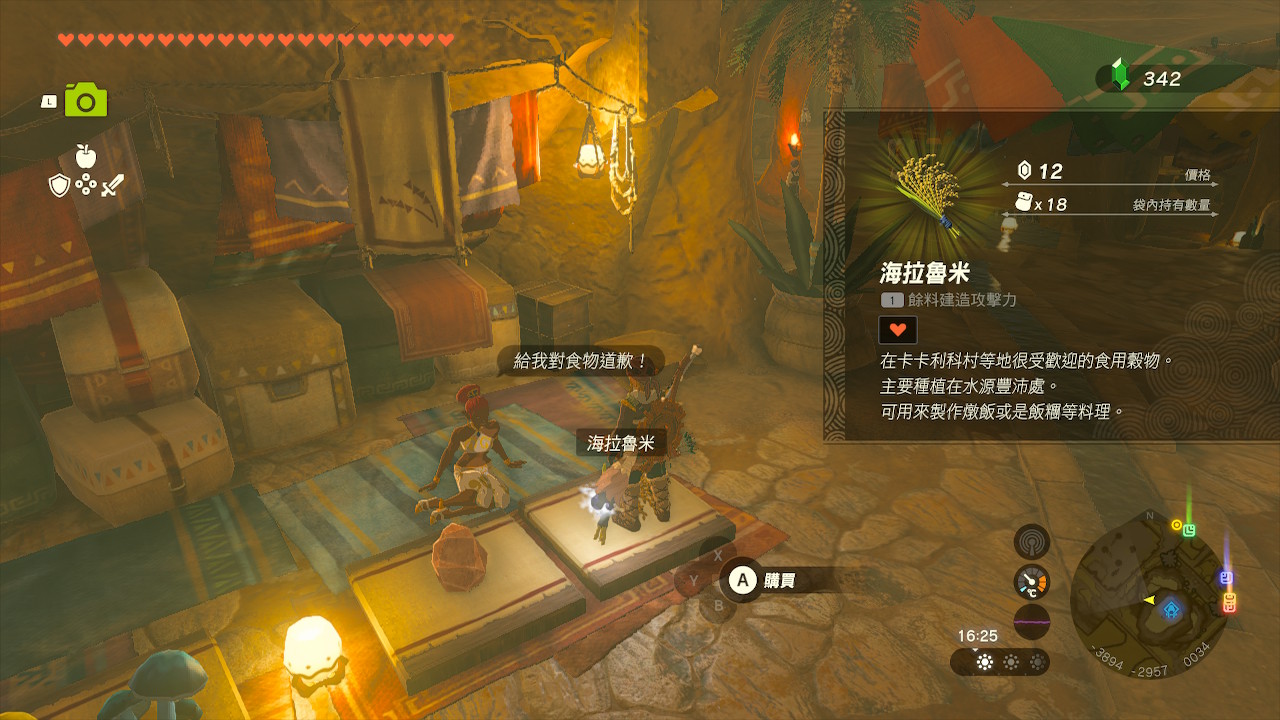 L
342
12
價格
x 18
袋內持有數量
海拉魯米
1 餘料建造攻擊力
在卡卡利科村等地很受歡迎的食用穀物。
主要種植在水源豐沛處。
可用來製作燉飯或是飯糰等料理。
給我對食物道歉！
海拉魯米
X
Y
A 購買
B
N
℃
16:25
-3894 -2957 0034